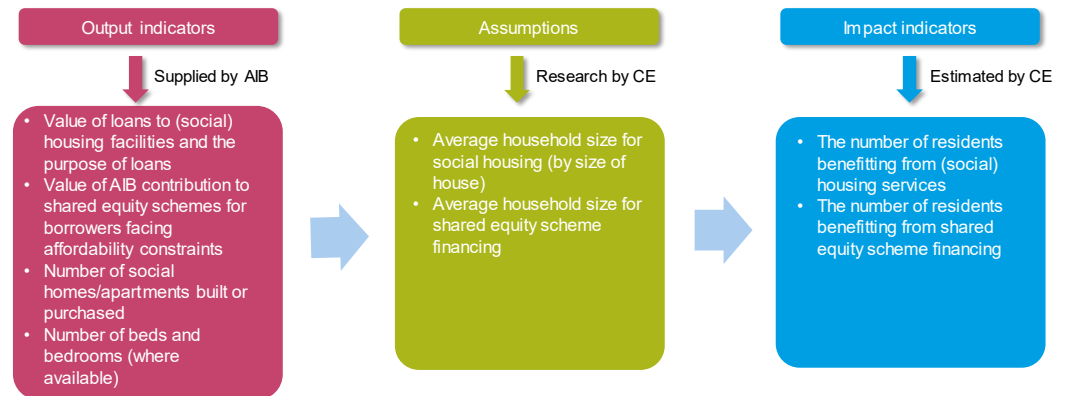 Output indicators
Supplied by AIB
• Value of loans to (social)
housing facilities and the
purpose of loans
• Value of AIB contribution to
shared equity schemes for
borrowers facing
affordability constraints
• Number of social
homes/apartments built or
purchased
• Number of beds and
bedrooms (where
available)
Assumptions
Research by CE
• Average household size for
social housing (by size of
house)
• Average household size for
shared equity scheme
financing
Impact indicators
Estimated by CE
• The number of residents
benefitting from (social)
housing services
• The number of residents
benefitting from shared
equity scheme financing